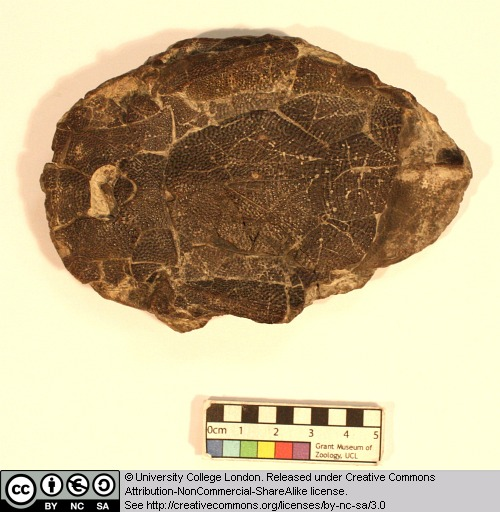 0cm 1 2 3 4 5
Grant Museum of
Zoology, UCL
© University College London. Released under Creative Commons
Attribution-NonCommercial-ShareAlike license.
See http://creativecommons.org/licenses/by-nc-sa/3.0
cc
BY NC SA